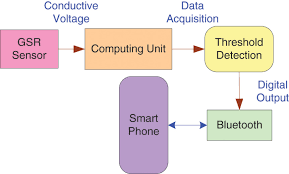 Conductive
Voltage
Data
Acquisition
GSR
Sensor
Computing Unit
Threshold
Detection
Digital
Output
Smart
Phone
Bluetooth